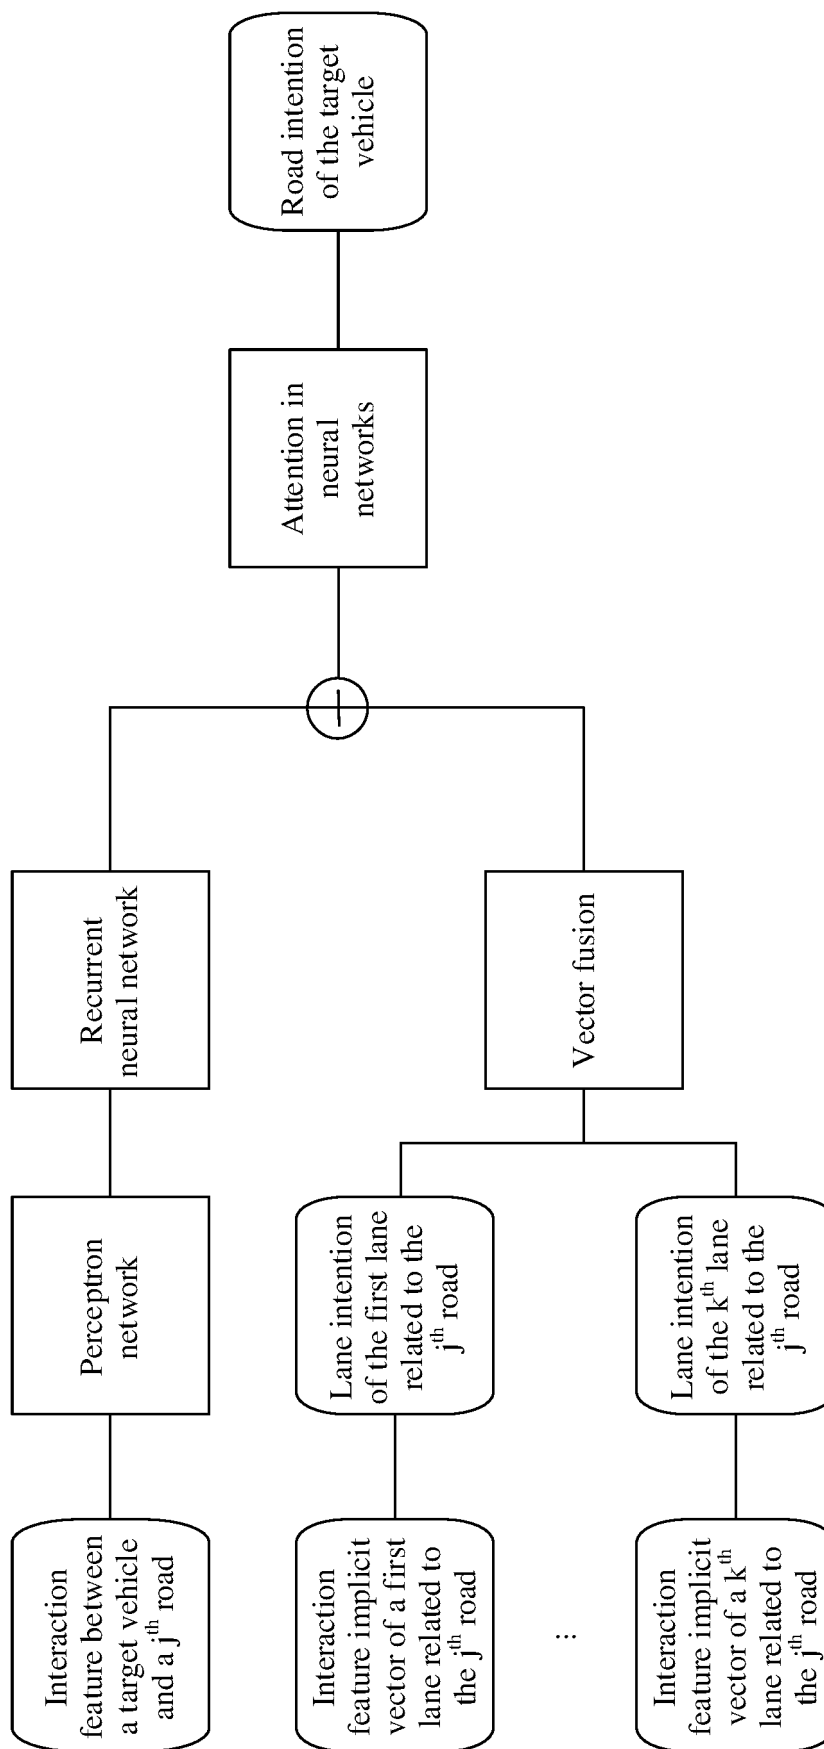 Interaction
feature between
a target vehicle
and a jth road
Perceptron
network
Recurrent
neural network
Interaction
feature implicit
vector of a first
lane related to
the jth road
Lane intention
of the first lane
related to the
jth road
...
Interaction
feature implicit
vector of a kth
lane related to
the jth road
Lane intention
of the kth lane
related to the
jth road
Vector fusion
+
Attention in
neural
networks
Road intention
of the target
vehicle